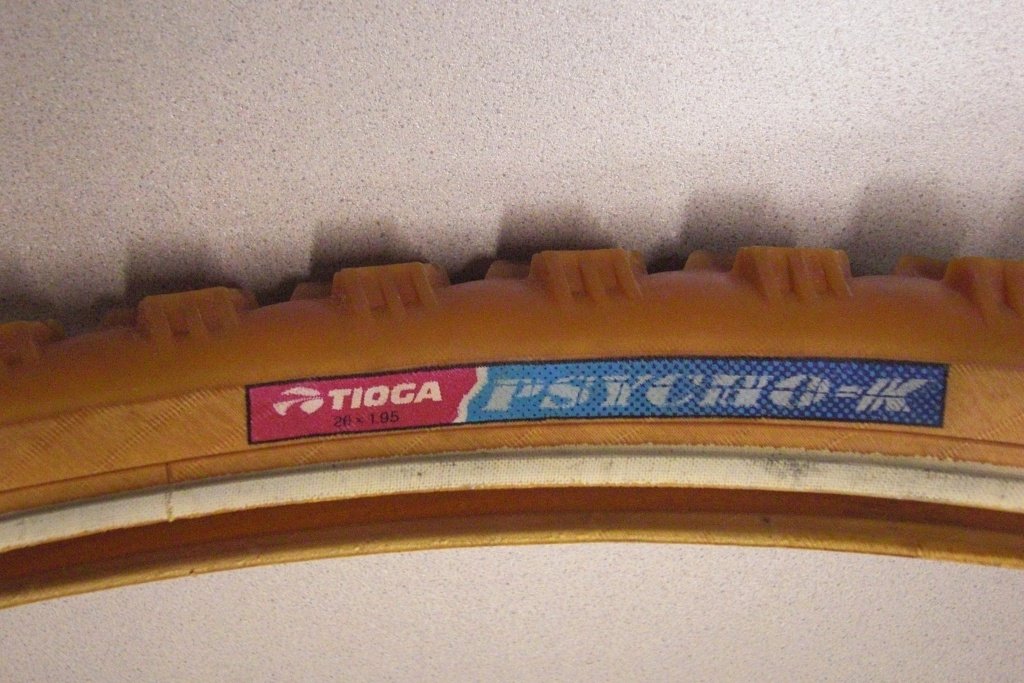 TIOGA
26 x 1.95
PSYCHO-K